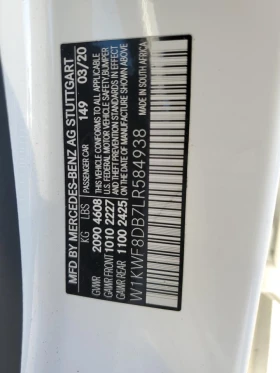 MFD BY MERCEDES-BENZ AG STUTTGART
PASSENGER CAR 149 03/20
KG LBS
GMWR 2090 4608 THIS VEHICLE CONFORMS TO ALL APPLICABLE
GAWR FRONT 1010 2227 U.S. FEDERAL MOTOR VEHICLE SAFETY, BUMPER
GAWR REAR 1100 2425 AND THEFT PREVENTION STANDARDS IN EFFECT
ON THE DATE OF MANUFACTURE SHOWN ABOVE
W1KWF8DB7LR584938 MADE IN SOUTH AFRICA